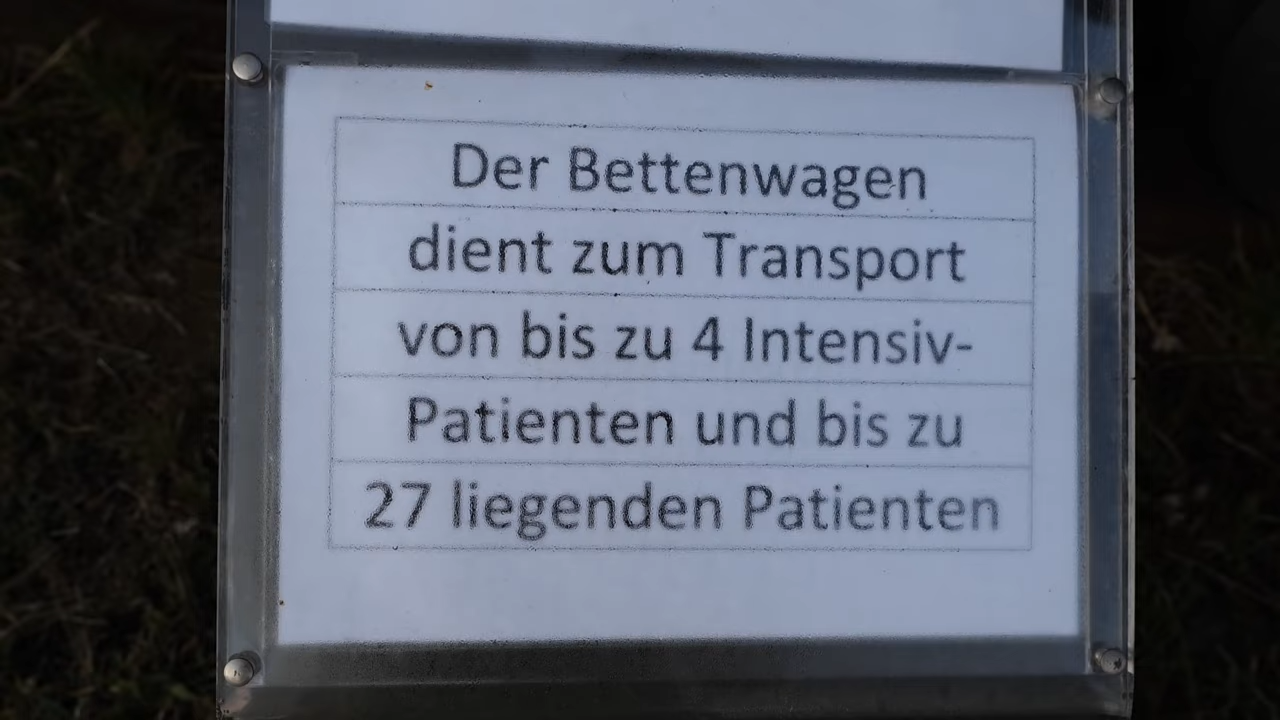 Der Bettenwagen
dient zum Transport
von bis zu 4 Intensiv-
Patienten und bis zu
27 liegenden Patienten